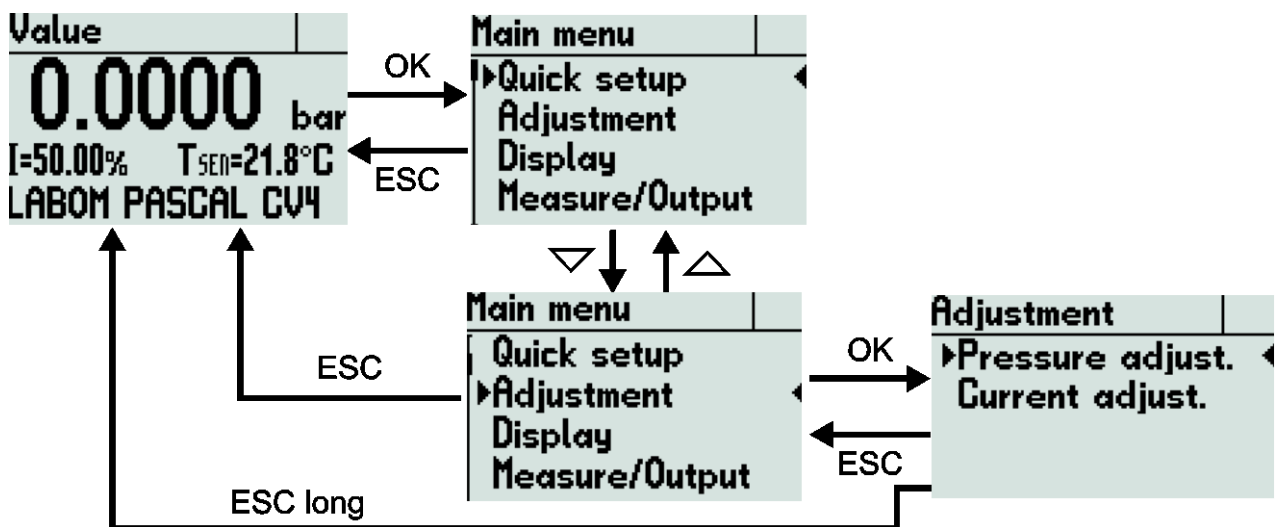 Value
0.0000 bar
I=50.00% TSEN=21.8°C
LABOM PASCAL CV4
OK
ESC
Main menu
Quick setup
Adjustment
Display
Measure/Output
ESC
Main menu
Quick setup
Adjustment
Display
Measure/Output
OK
ESC
Adjustment
Pressure adjust.
Current adjust.
ESC long